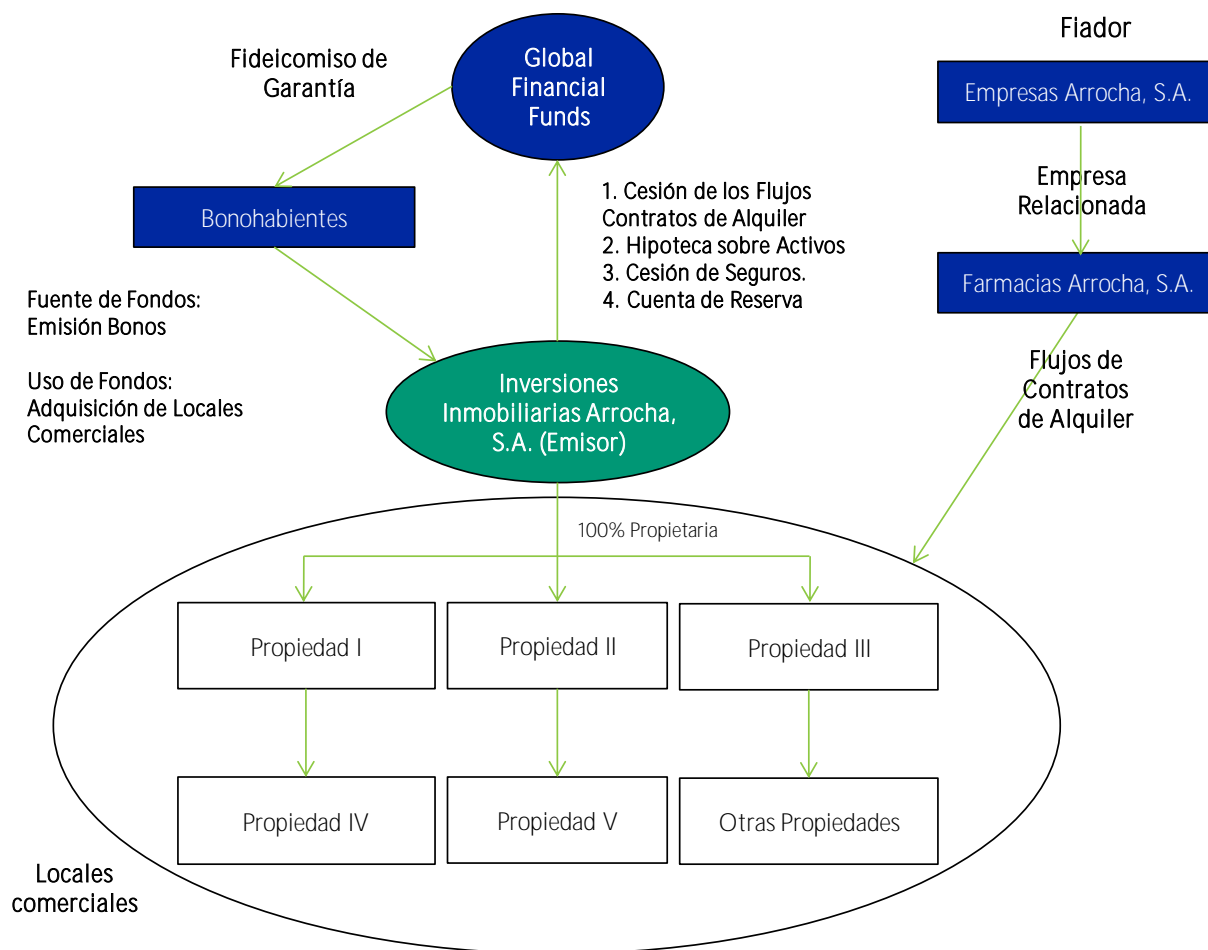 Fideicomiso de
Garantía
Global
Financial
Funds
Fiador
Empresas Arrocha, S.A.
Bonohabientes
1. Cesión de los Flujos
Contratos de Alquiler
2. Hipoteca sobre Activos
3. Cesión de Seguros.
4. Cuenta de Reserva
Empresa
Relacionada
Farmacias Arrocha, S.A.
Fuente de Fondos:
Emisión Bonos
Uso de Fondos:
Adquisición de Locales
Comerciales
Inversiones
Inmobiliarias Arrocha,
S.A. (Emisor)
Flujos de
Contratos
de Alquiler
100% Propietaria
Propiedad I
Propiedad II
Propiedad III
Propiedad IV
Propiedad V
Otras Propiedades
Locales
comerciales